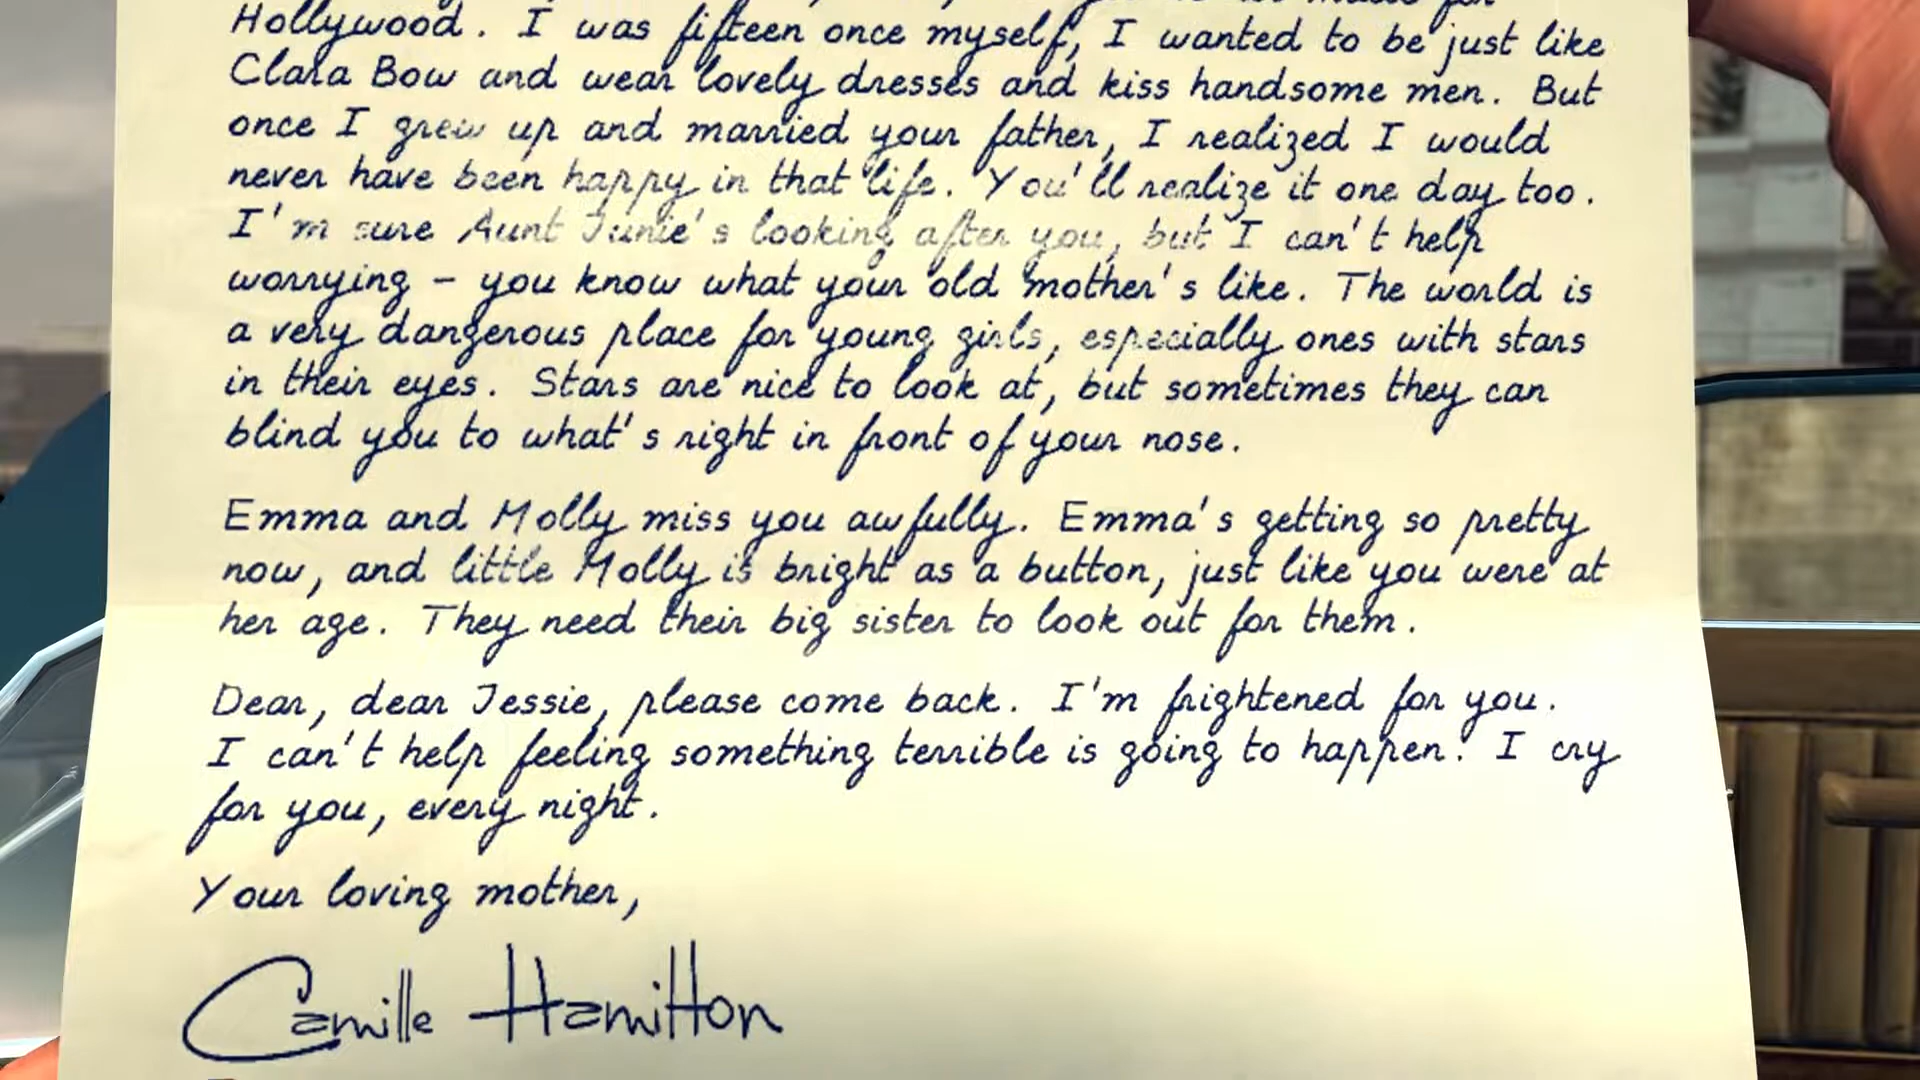 Hollywood. I was fifteen once myself, I wanted to be just like
Clara Bow and wear lovely dresses and kiss handsome men. But
once I grew up and married your father, I realized I would
never have been happy in that life. You'll realize it one day too.
I'm sure Aunt Junie's looking after you, but I can't help
worrying - you know what your old mother's like. The world is
a very dangerous place for young girls, especially ones with stars
in their eyes. Stars are nice to look at, but sometimes they can
blind you to what's right in front of your nose.
Emma and Molly miss you awfully. Emma's getting so pretty
now, and little Molly is bright as a button, just like you were at
her age. They need their big sister to look out for them.
Dear, dear Jessie, please come back. I'm frightened for you.
I can't help feeling something terrible is going to happen. I cry
for you, every night.
Your loving mother,
Camille Hamilton